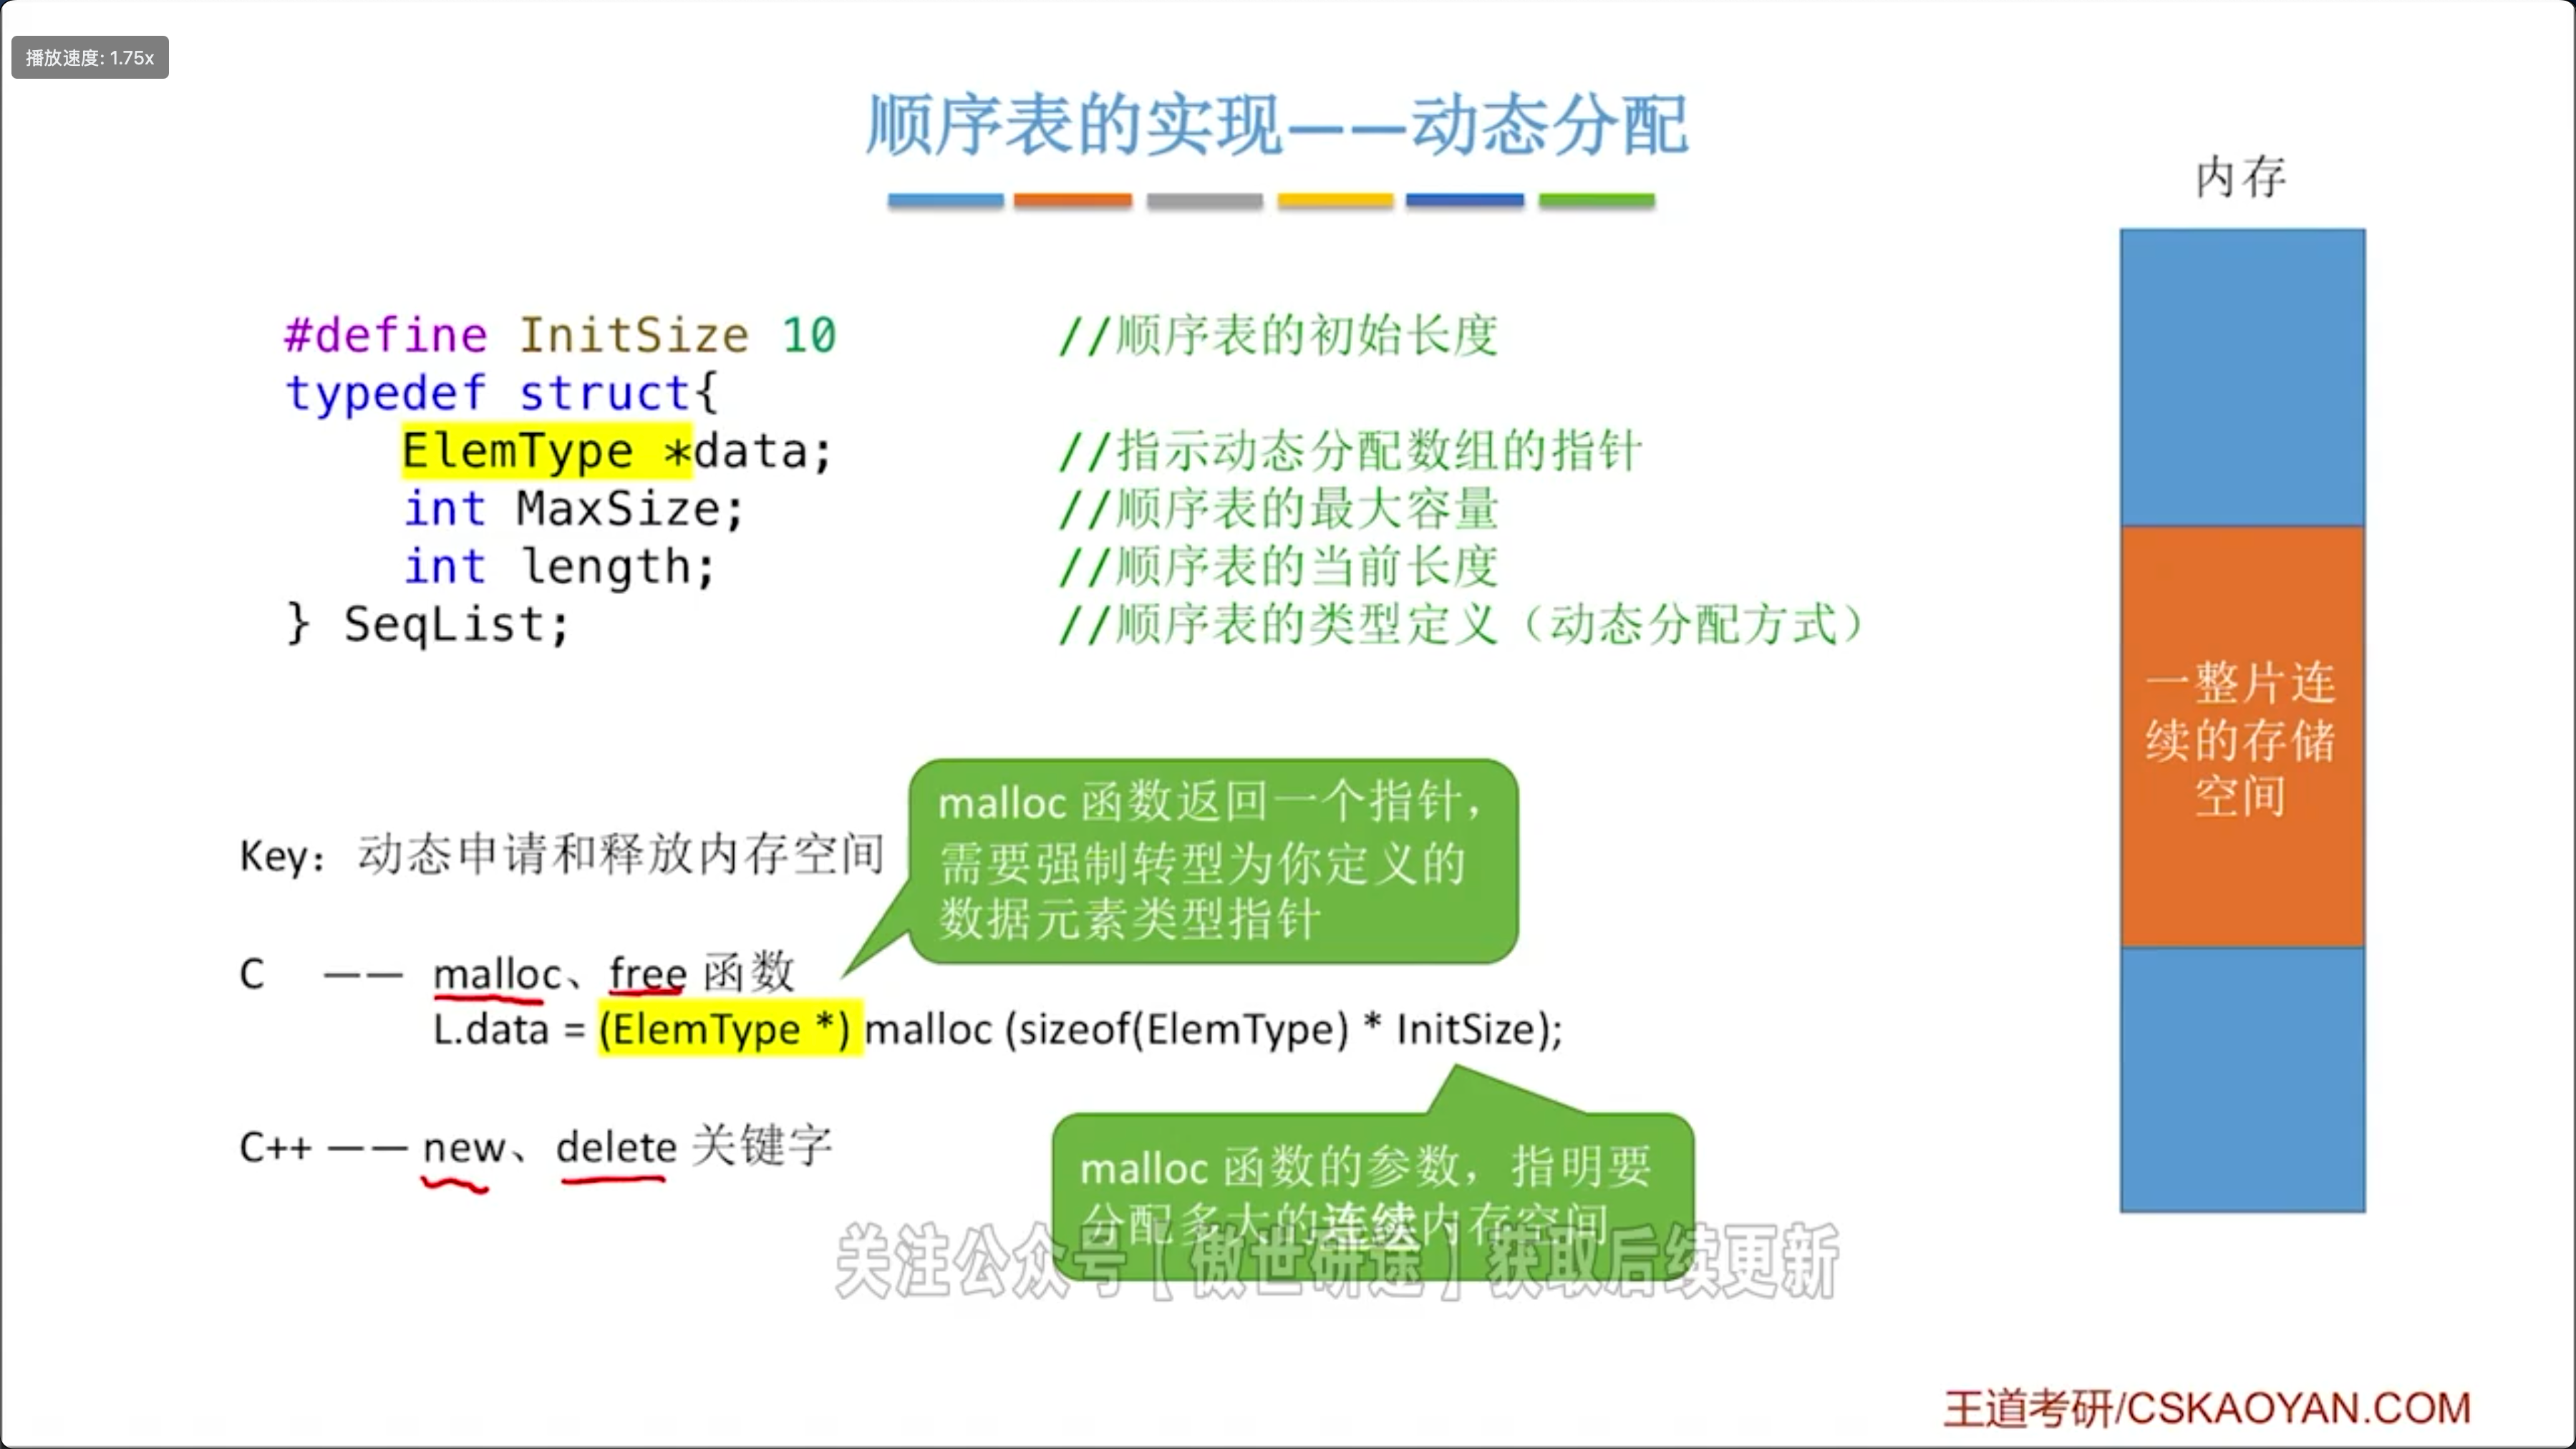 播放速度: 1.75x
顺序表的实现——动态分配
内存
#define InitSize 10 //顺序表的初始长度
typedef struct{
ElemType *data; //指示动态分配数组的指针
int MaxSize; //顺序表的最大容量
int length; //顺序表的当前长度
} SeqList; //顺序表的类型定义（动态分配方式）
一整片连
续的存储
空间
malloc 函数返回一个指针，
需要强制转型为你定义的
数据元素类型指针
Key：动态申请和释放内存空间
C —— malloc、free 函数
L.data = (ElemType *) malloc (sizeof(ElemType) * InitSize);
C++ —— new、delete 关键字
malloc 函数的参数，指明要
分配多大的连续内存空间
关注公众号【傲世研途】获取后续更新
王道考研/CSKAOYAN.COM